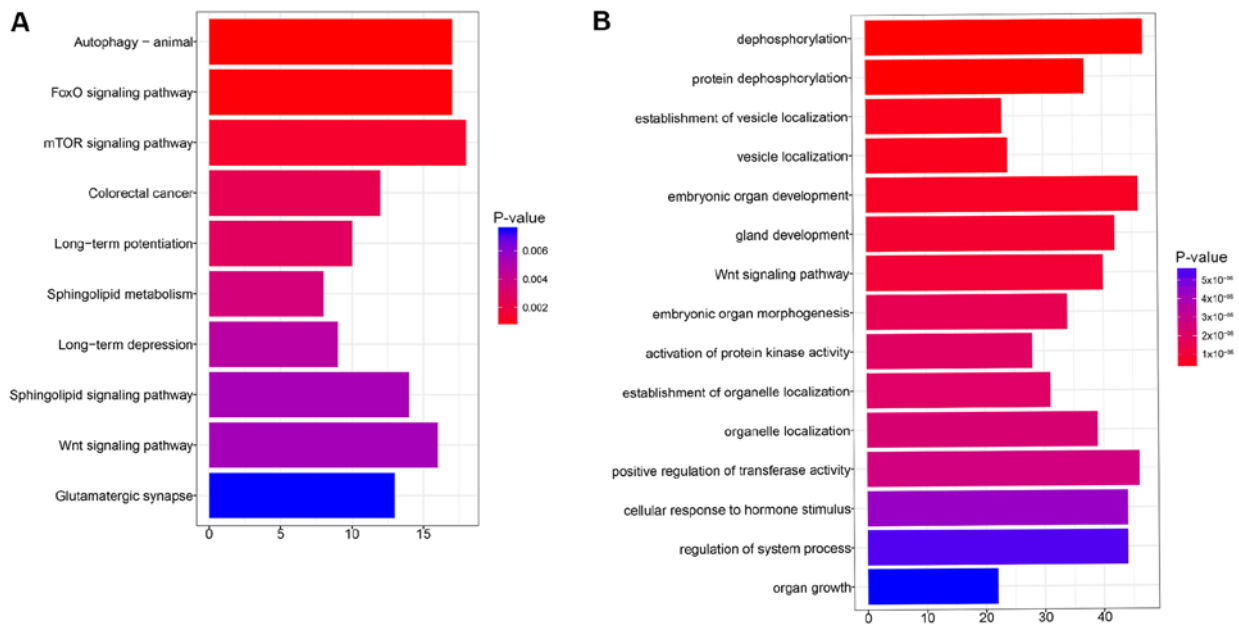 A
Autophagy − animal
FoxO signaling pathway
mTOR signaling pathway
Colorectal cancer
Long−term potentiation
Sphingolipid metabolism
Long−term depression
Sphingolipid signaling pathway
Wnt signaling pathway
Glutamatergic synapse
0 5 10 15
P-value
0.006
0.004
0.002
B
dephosphorylation
protein dephosphorylation
establishment of vesicle localization
vesicle localization
embryonic organ development
gland development
Wnt signaling pathway
embryonic organ morphogenesis
activation of protein kinase activity
establishment of organelle localization
organelle localization
positive regulation of transferase activity
cellular response to hormone stimulus
regulation of system process
organ growth
0 10 20 30 40
P-value